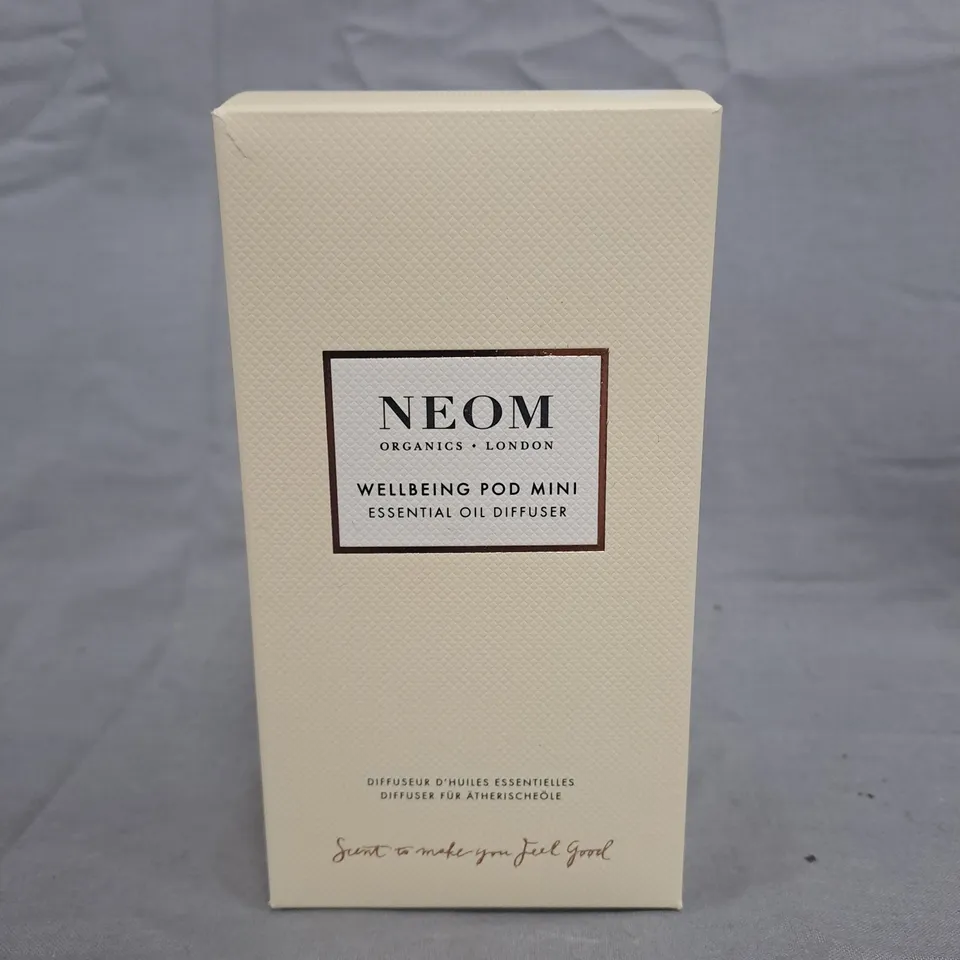 NEOM
ORGANICS • LONDON
WELLBEING POD MINI
ESSENTIAL OIL DIFFUSER
DIFFUSEUR D'HUILES ESSENTIELLES
DIFFUSER FÜR ÄTHERISCHEÖLE
Scent to make you Feel Good